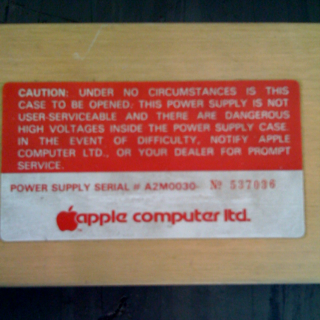 CAUTION: UNDER NO CIRCUMSTANCES IS THIS
CASE TO BE OPENED: THIS POWER SUPPLY IS NOT
USER-SERVICEABLE AND THERE ARE DANGEROUS
HIGH VOLTAGES INSIDE THE POWER SUPPLY CASE.
IN THE EVENT OF DIFFICULTY, NOTIFY APPLE
COMPUTER LTD., OR YOUR DEALER FOR PROMPT
SERVICE.
POWER SUPPLY SERIAL # A2M0030- Nº 537036
apple computer ltd.